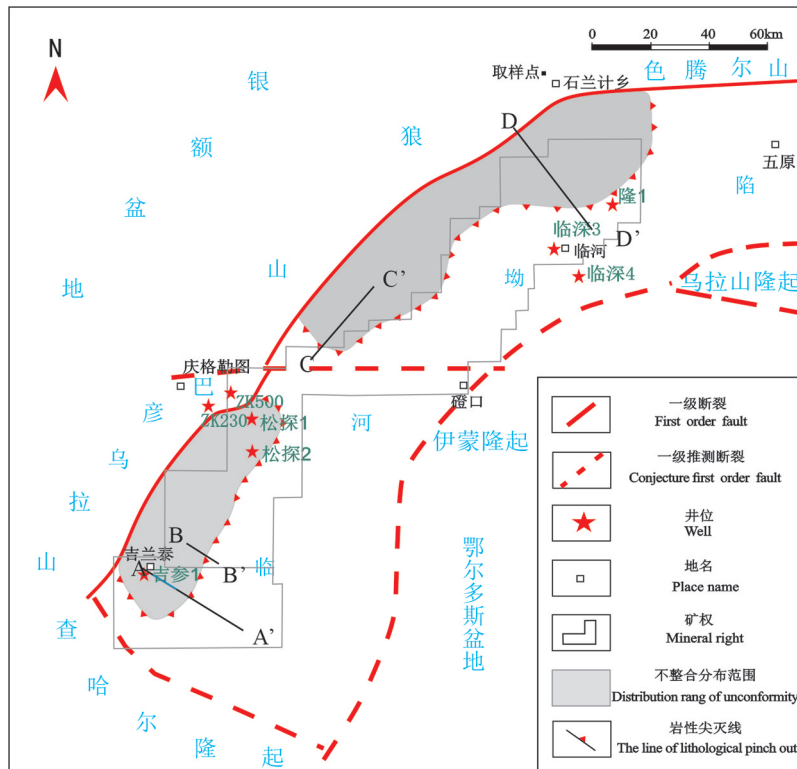 N
0 20 40 60km
取样点
石兰计乡
色腾尔山
银额盆地
狼山
D
五原
隆1
陷
临深3
临河
D'
临深4
乌拉山隆起
坳
C'
C
庆格勒图
巴彦乌拉山
ZK500
ZK230
松探1
松探2
磴口
河
伊蒙隆起
B
B'
吉兰泰
A
吉参1
临
A'
鄂尔多斯盆地
查哈尔隆起
一级断裂
First order fault
一级推测断裂
Conjecture first order fault
井位
Well
地名
Place name
矿权
Mineral right
不整合分布范围
Distribution rang of unconformity
岩性尖灭线
The line of lithological pinch out